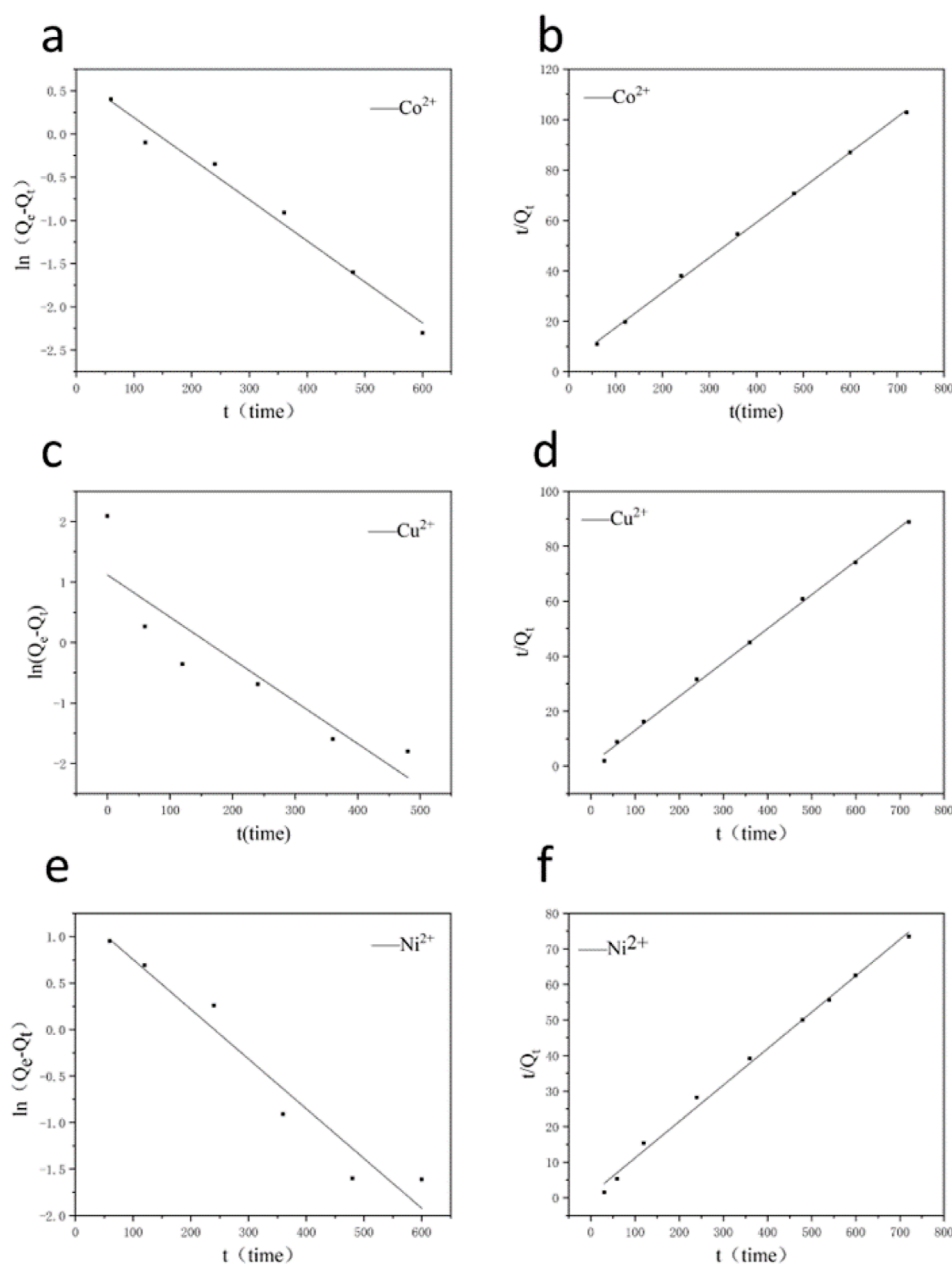 a
0.5
0.0
-0.5
-1.0
-1.5
-2.0
-2.5
ln（Qe-Qt）
Co2+
0 100 200 300 400 500 600
t（time）
b
120
100
80
60
40
20
0
t/Qt
Co2+
0 100 200 300 400 500 600 700 800
t(time)
c
2
1
0
-1
-2
ln(Qe-Qt)
Cu2+
0 100 200 300 400 500
t(time)
d
100
80
60
40
20
0
t/Qt
Cu2+
0 100 200 300 400 500 600 700 800
t（time）
e
1.0
0.5
0.0
-0.5
-1.0
-1.5
-2.0
ln（Qe-Qt）
Ni2+
0 100 200 300 400 500 600
t（time）
f
80
70
60
50
40
30
20
10
0
t/Qt
Ni2+
0 100 200 300 400 500 600 700 800
t（time）